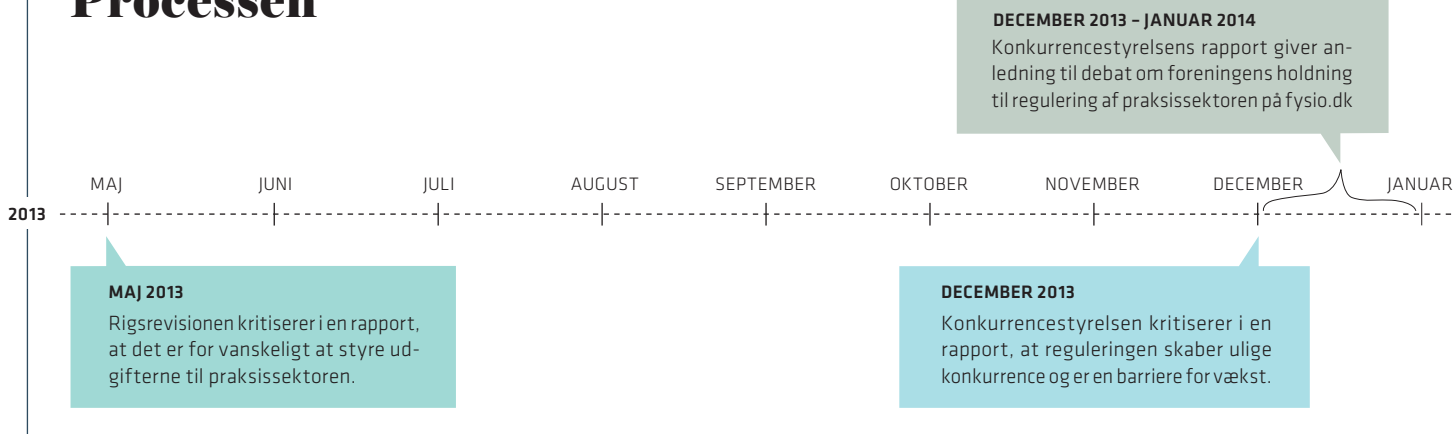 Processen
DECEMBER 2013 – JANUAR 2014
Konkurrencestyrelsens rapport giver an-
ledning til debat om foreningens holdning
til regulering af praksissektoren på fysio.dk
MAJ JUNI JULI AUGUST SEPTEMBER OKTOBER NOVEMBER DECEMBER JANUAR
2013
MAJ 2013
Rigsrevisionen kritiserer i en rapport,
at det er for vanskeligt at styre ud-
gifterne til praksissektoren.
DECEMBER 2013
Konkurrencestyrelsen kritiserer i en
rapport, at reguleringen skaber ulige
konkurrence og er en barriere for vækst.